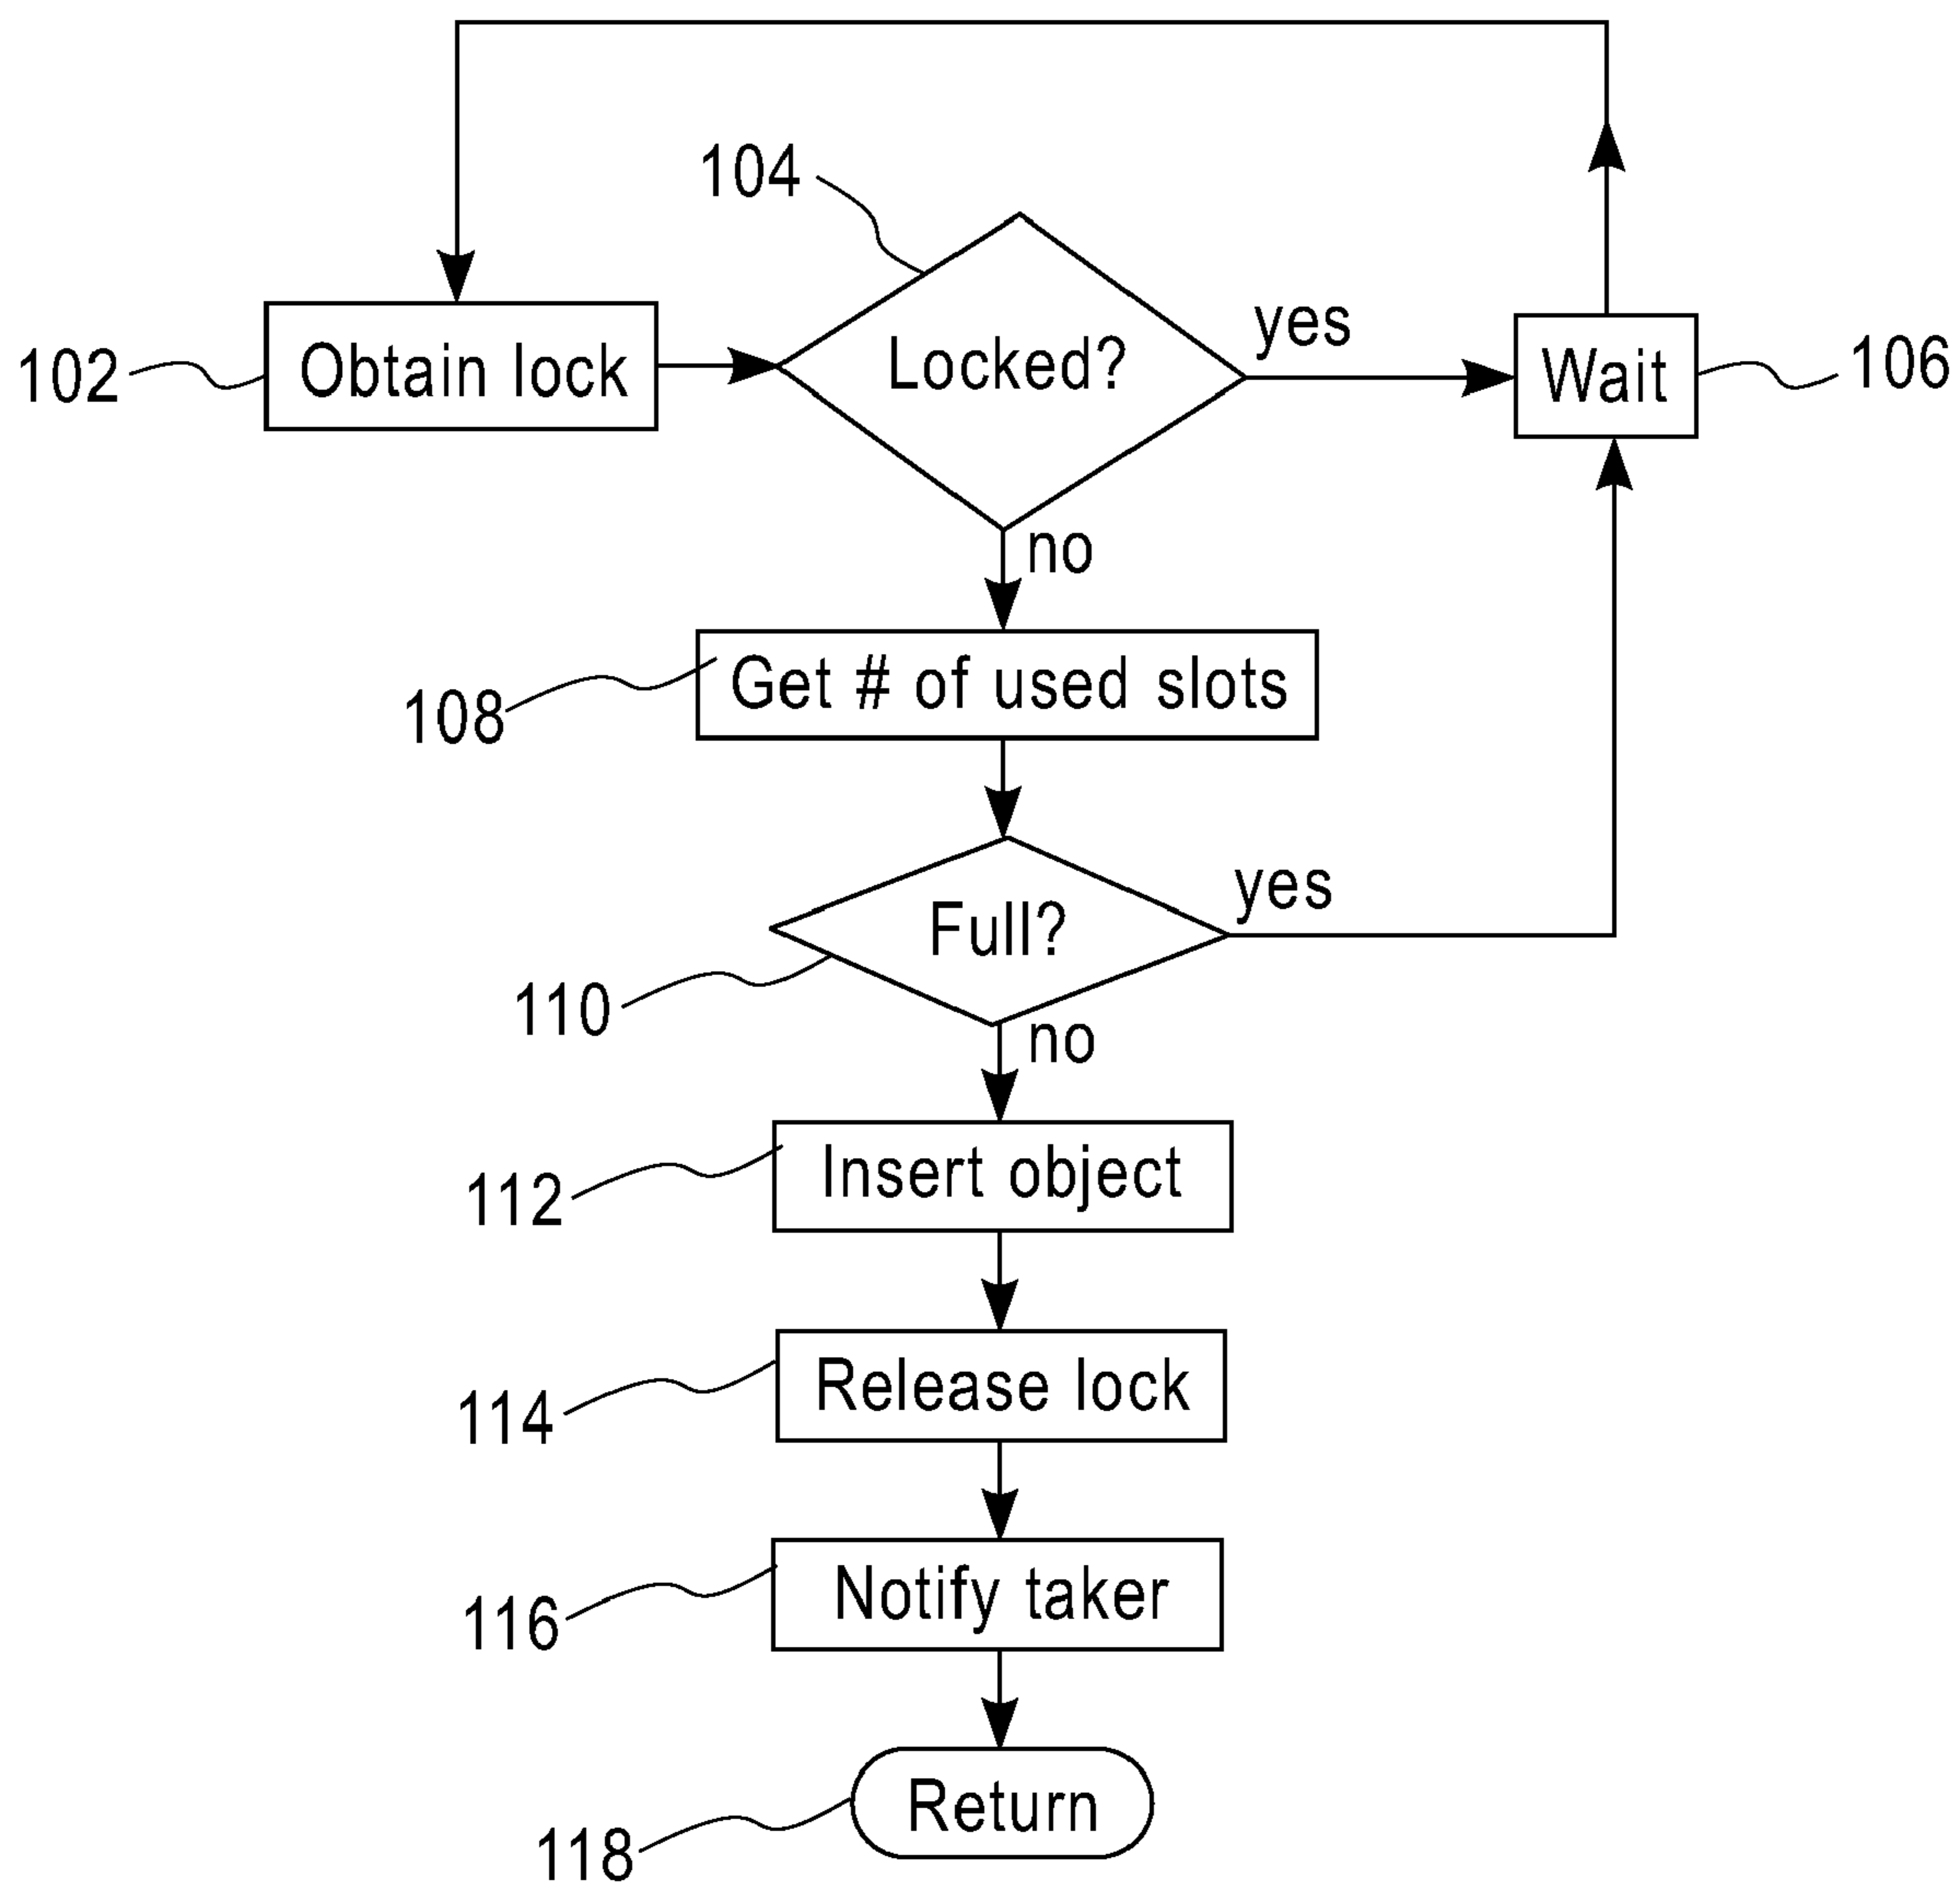 104
yes
102
Obtain lock
Locked?
Wait
106
no
Get # of used slots
108
yes
Full?
110
no
Insert object
112
Release lock
114
Notify taker
116
Return
118